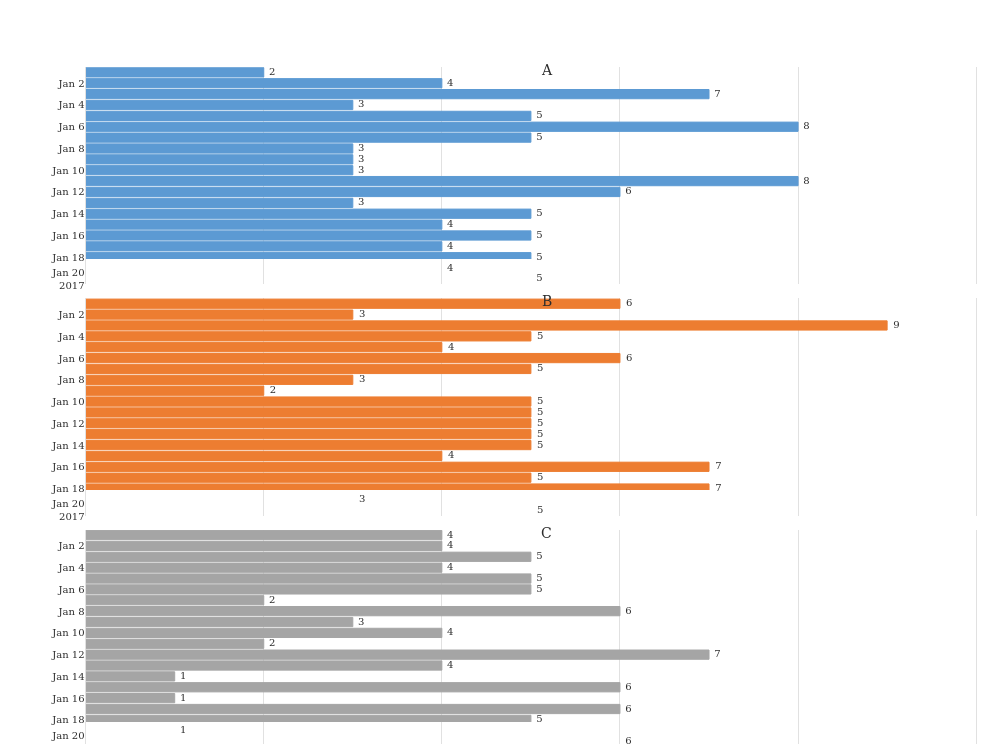 A
2
Jan 2 4
7
Jan 4 3
5
Jan 6 8
5
Jan 8 3
3
Jan 10 3
8
Jan 12 6
3
Jan 14 5
4
Jan 16 5
4
Jan 18 5
4
Jan 20
5
2017
B
6
Jan 2 3
9
Jan 4 5
4
Jan 6 6
5
Jan 8 3
2
Jan 10 5
5
Jan 12 5
5
Jan 14 5
4
Jan 16 7
5
Jan 18 7
3
Jan 20
5
2017
C
4
Jan 2 4
5
Jan 4 4
5
Jan 6 5
2
Jan 8 6
3
Jan 10 4
2
Jan 12 7
4
Jan 14 1
6
Jan 16 1
6
Jan 18 5
1
Jan 20
6